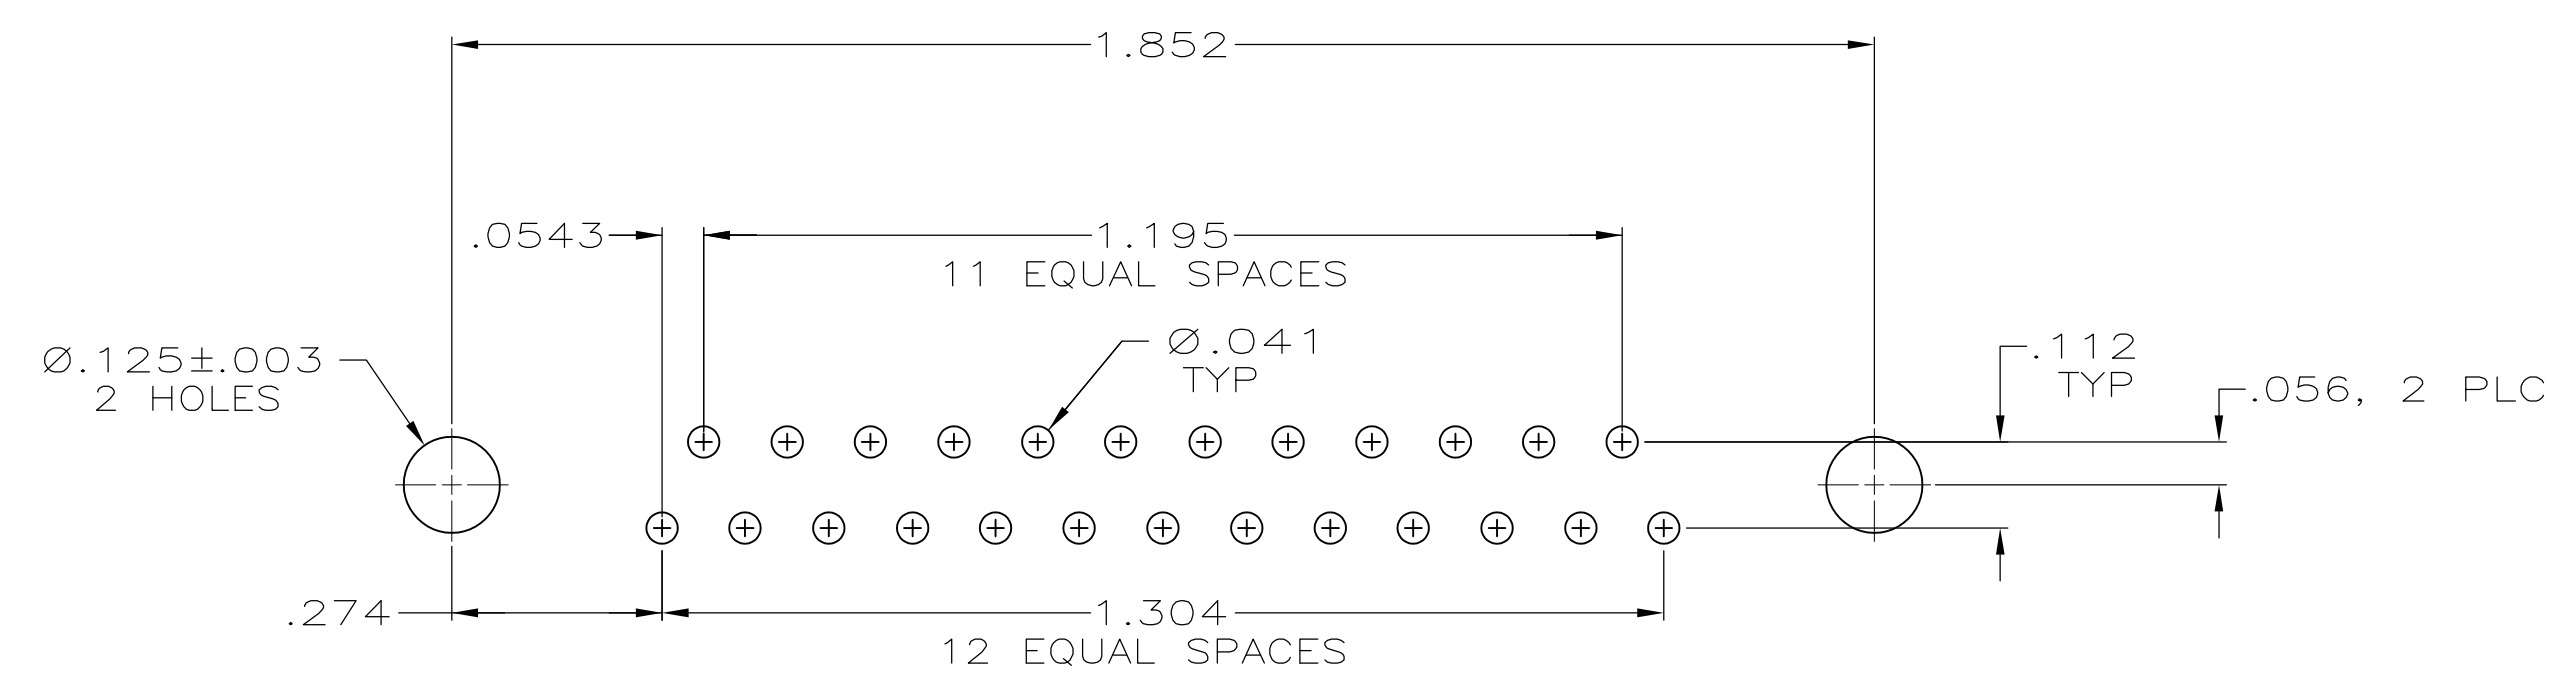 1.852
.0543
1.195
11 EQUAL SPACES
Ø.041
TYP
Ø.125±.003
2 HOLES
.112
TYP
.056, 2 PLC
.274
1.304
12 EQUAL SPACES